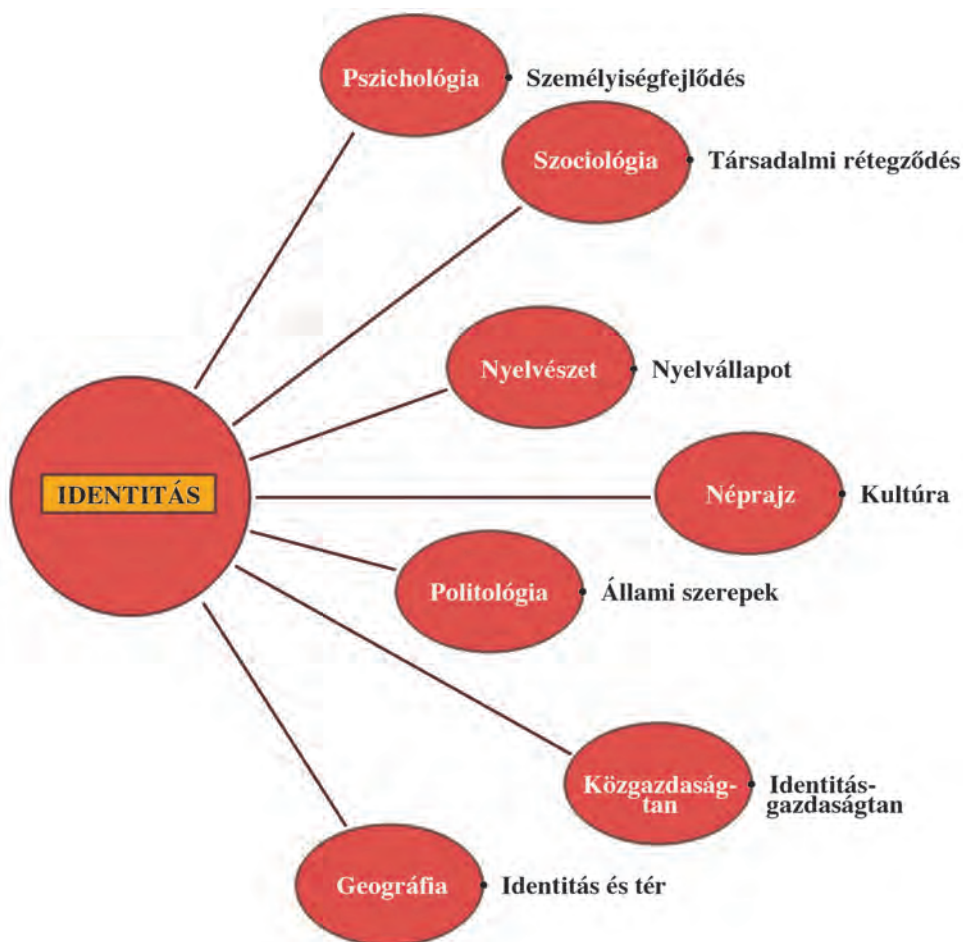 Pszichológia
Személyiségfejlődés
Szociológia
Társadalmi rétegződés
Nyelvészet
Nyelvállapot
IDENTITÁS
Néprajz
Kultúra
Politológia
Állami szerepek
Közgazdaság-
tan
Identitás-
gazdaságtan
Geográfia
Identitás és tér